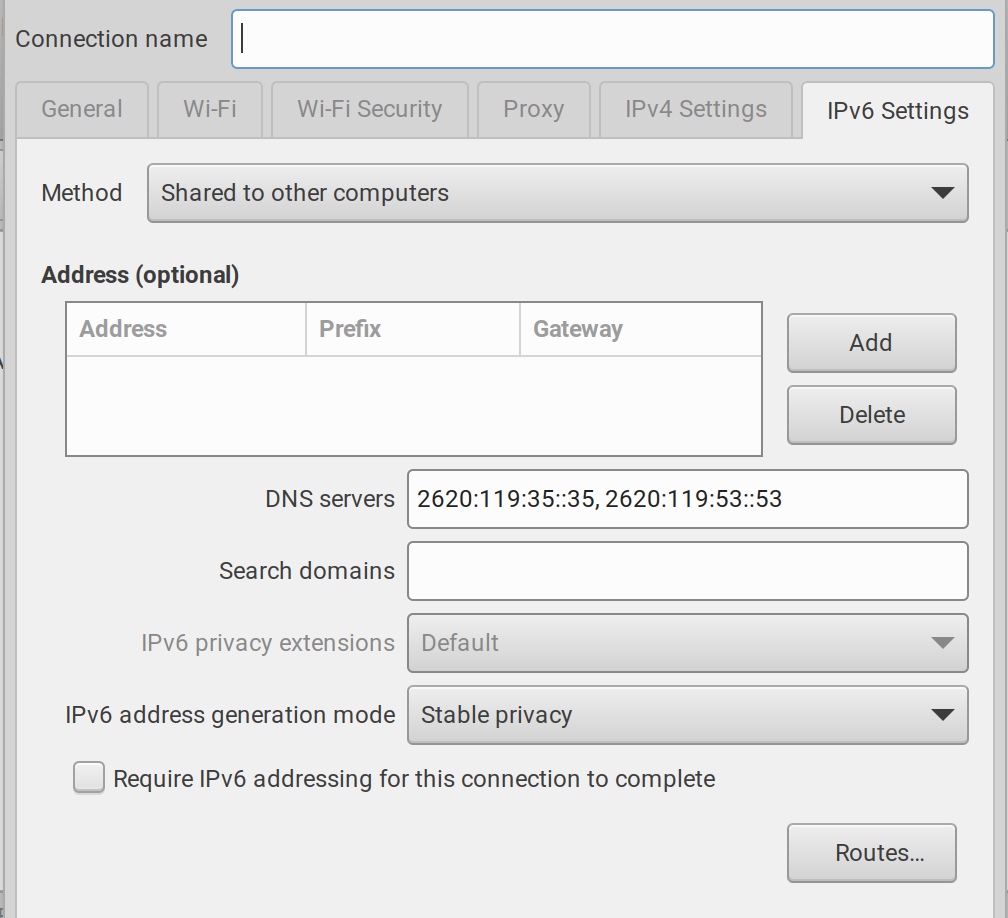 Connection name
General Wi-Fi Wi-Fi Security Proxy IPv4 Settings IPv6 Settings
Method Shared to other computers
Address (optional)
Address Prefix Gateway
Add
Delete
DNS servers 2620:119:35::35, 2620:119:53::53
Search domains
IPv6 privacy extensions Default
IPv6 address generation mode Stable privacy
Require IPv6 addressing for this connection to complete
Routes...